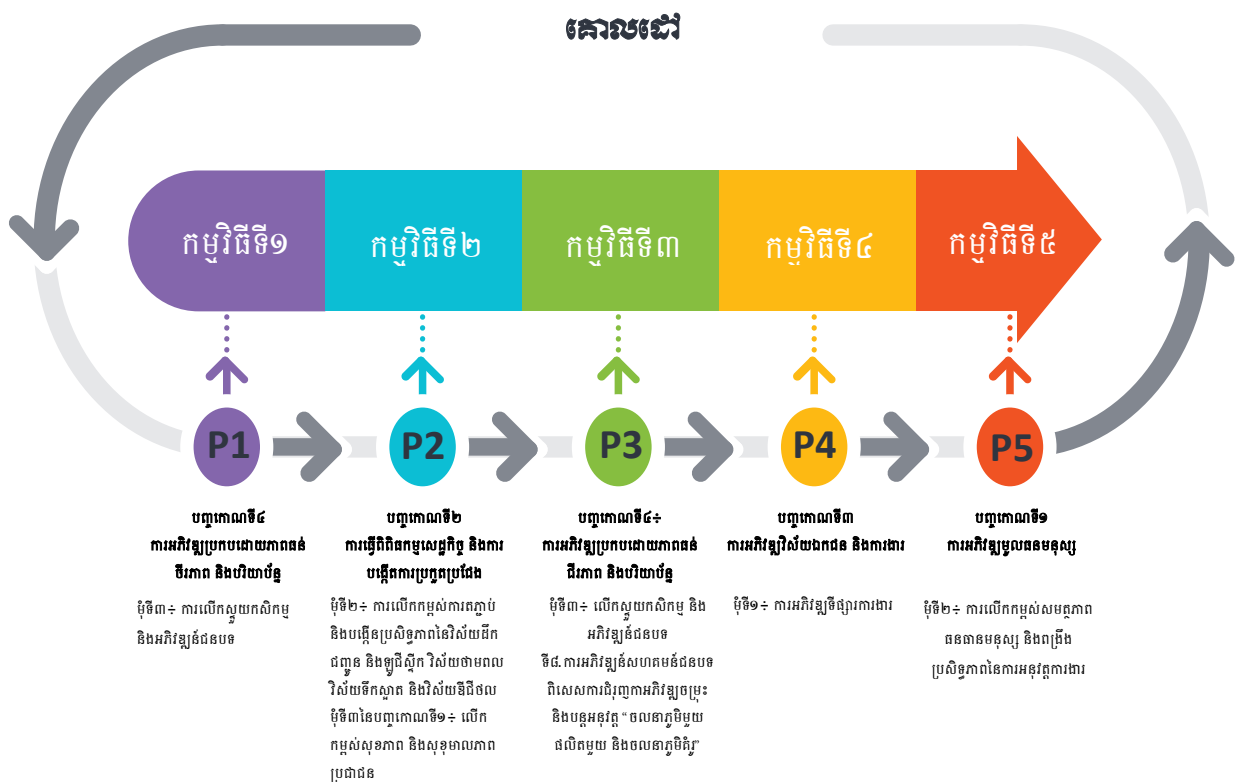 គោលដៅ
កម្មវិធីទី១
កម្មវិធីទី២
កម្មវិធីទី៣
កម្មវិធីទី៤
កម្មវិធីទី៥
P1
P2
P3
P4
P5
បញ្ចកោណទី៤
ការអភិវឌ្ឍប្រកបដោយភាពធន់
ចីរភាព និងបរិយាប័ន្ន
មុំទី៣÷ ការលើកស្ទួយកសិកម្ម
និងអភិវឌ្ឍន៍ជនបទ
បញ្ចកោណទី២
ការធ្វើពិពិធកម្មសេដ្ឋកិច្ច និងការ
បង្កើតការប្រកួតប្រជែង
មុំទី២÷ ការលើកកម្ពស់ការតភ្ជាប់
និងបង្កើនប្រសិទ្ធភាពនៃវិស័យដឹក
ជញ្ជូន និងឡូជីស្ទីក វិស័យថាមពល
វិស័យទឹកស្អាត និងវិស័យឌីជីថល
មុំទី៣នៃបញ្ចកោណទី១÷ លើក
កម្ពស់សុខភាព និងសុខុមាលភាព
ប្រជាជន
បញ្ចកោណទី៤÷
ការអភិវឌ្ឍប្រកបដោយភាពធន់
ជីរភាព និងបរិយាប័ន្ន
មុំទី៣÷ លើកស្ទួយកសិកម្ម និង
អភិវឌ្ឍន៍ជនបទ
ទី៨. ការអភិវឌ្ឍន៍សហគមន៍ជនបទ
ពិសេសការជំរុញកាអភិវឌ្ឍចម្រុះ
និងបន្តអនុវត្ត “ ចលនាភូមិមួយ
ផលិតមួយ និងចលនាភូមិគំរូ”
បញ្ចកោណទី៣
ការអភិវឌ្ឍវិស័យឯកជន និងការងារ
មុំទី១÷ ការអភិវឌ្ឍទីផ្សារការងារ
បញ្ចកោណទី១
ការអភិវឌ្ឍមូលធនមនុស្ស
មុំទី២÷ ការលើកកម្ពស់សមត្ថភាព
ធនធានមនុស្ស និងពង្រឹង
ប្រសិទ្ធភាពនៃការអនុវត្តការងារ